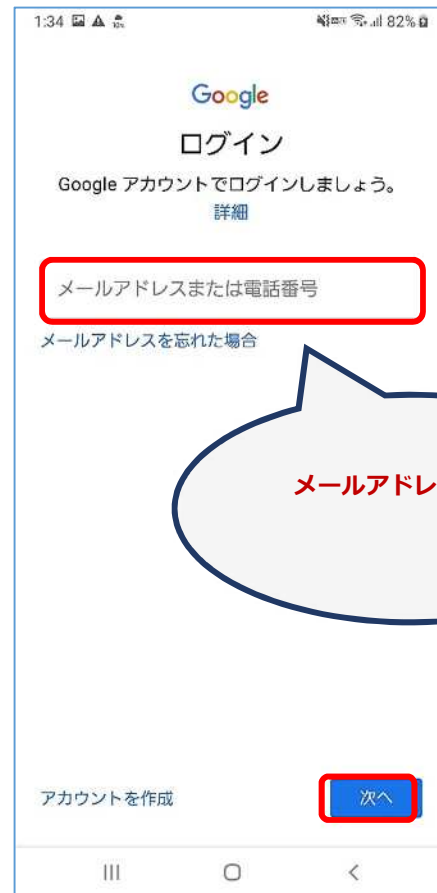 1:34 82%
Google
ログイン
Google アカウントでログインしましょう。
詳細
メールアドレスまたは電話番号
メールアドレスを忘れた場合
メールアドレ
アカウントを作成
次へ